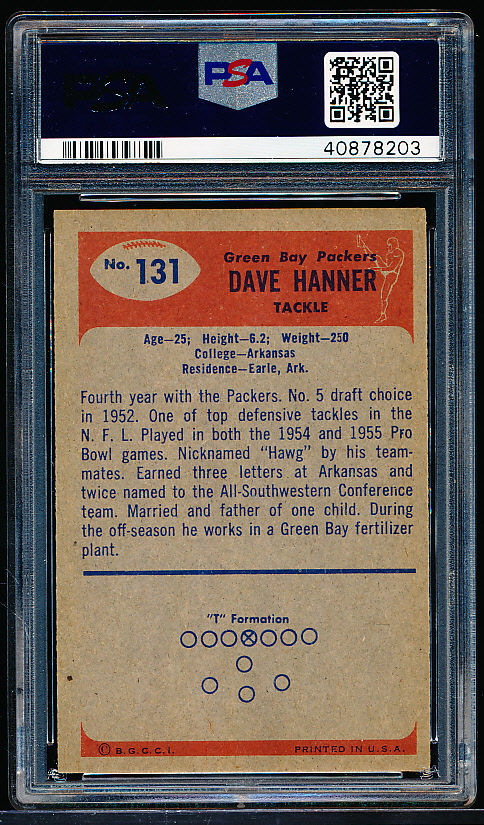 PSA
PSA
40878203
No. 131
Green Bay Packers
DAVE HANNER
TACKLE
Age—25; Height—6.2; Weight—250
College—Arkansas
Residence—Earle, Ark.
Fourth year with the Packers. No. 5 draft choice
in 1952. One of top defensive tackles in the
N. F. L. Played in both the 1954 and 1955 Pro
Bowl games. Nicknamed "Hawg" by his team-
mates. Earned three letters at Arkansas and
twice named to the All-Southwestern Conference
team. Married and father of one child. During
the off-season he works in a Green Bay fertilizer
plant.
"T" Formation
© B.G.G.C.I.
PRINTED IN U.S.A.